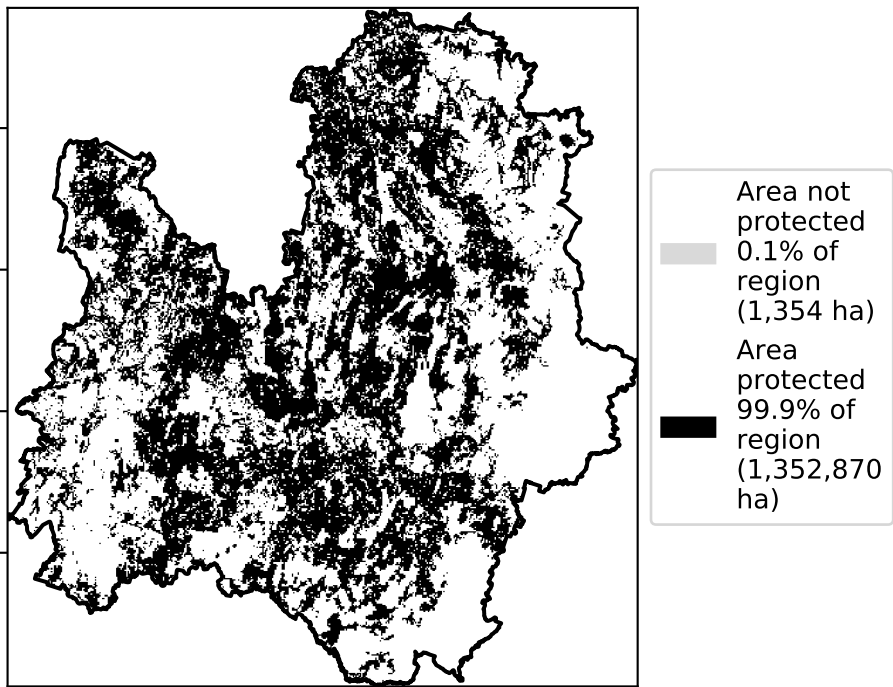 Area not
protected
0.1% of
region
(1,354 ha)
Area
protected
99.9% of
region
(1,352,870
ha)